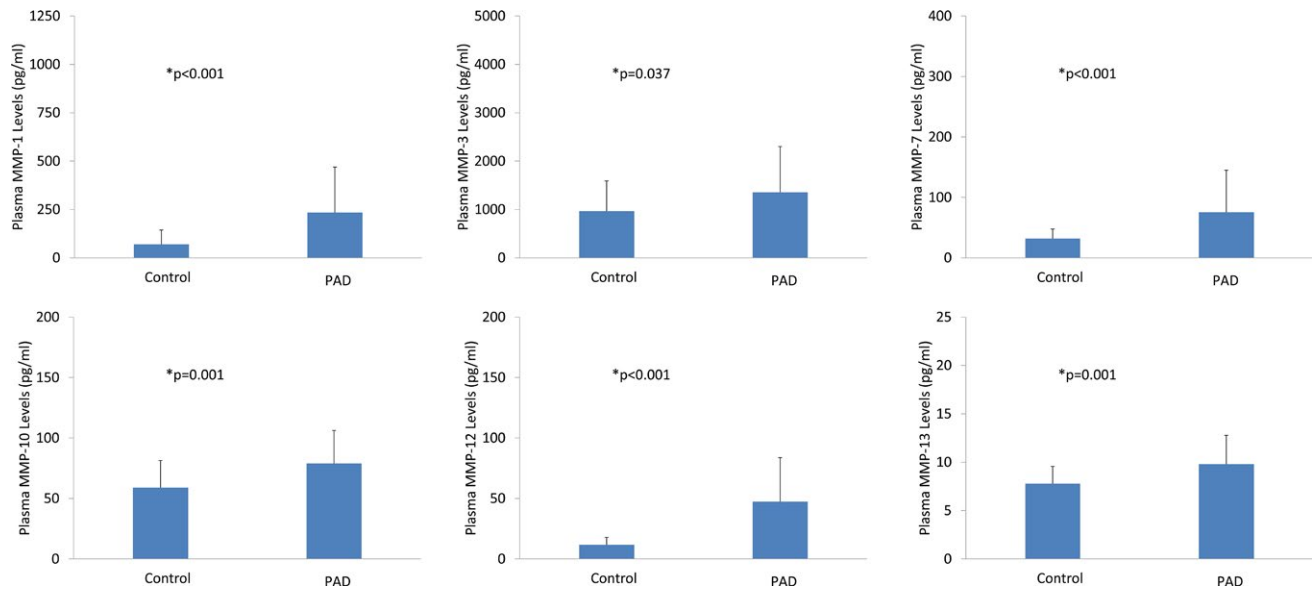 Plasma MMP-1 Levels (pg/ml)
1250
1000
750
500
250
0
*p<0.001
Control
PAD
Plasma MMP-3 Levels (pg/ml)
5000
4000
3000
2000
1000
0
*p=0.037
Control
PAD
Plasma MMP-7 Levels (pg/ml)
400
300
200
100
0
*p<0.001
Control
PAD
Plasma MMP-10 Levels (pg/ml)
200
150
100
50
0
*p=0.001
Control
PAD
Plasma MMP-12 Levels (pg/ml)
200
150
100
50
0
*p<0.001
Control
PAD
Plasma MMP-13 Levels (pg/ml)
25
20
15
10
5
0
*p=0.001
Control
PAD